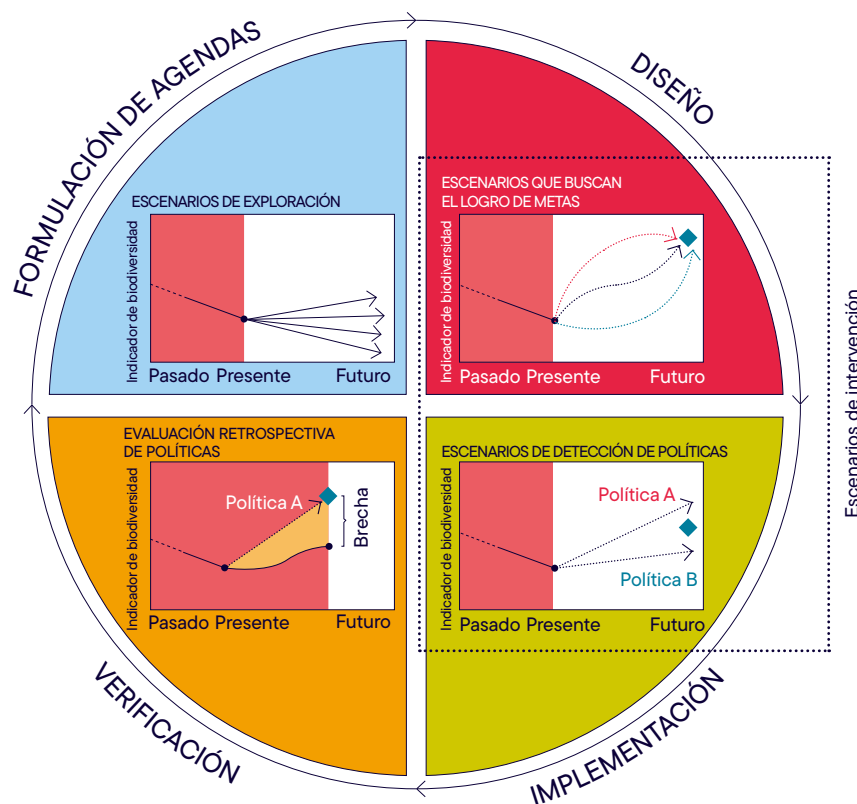 FORMULACIÓN DE AGENDAS
DISEÑO
ESCENARIOS DE EXPLORACIÓN
Indicador de biodiversidad
Pasado Presente Futuro
ESCENARIOS QUE BUSCAN
EL LOGRO DE METAS
Indicador de biodiversidad
Pasado Presente Futuro
Escenarios de intervención
EVALUACIÓN RETROSPECTIVA
DE POLÍTICAS
Indicador de biodiversidad
Política A
Brecha
Pasado Presente Futuro
ESCENARIOS DE DETECCIÓN DE POLÍTICAS
Indicador de biodiversidad
Política A
Política B
Pasado Presente Futuro
VERIFICACIÓN
IMPLEMENTACIÓN